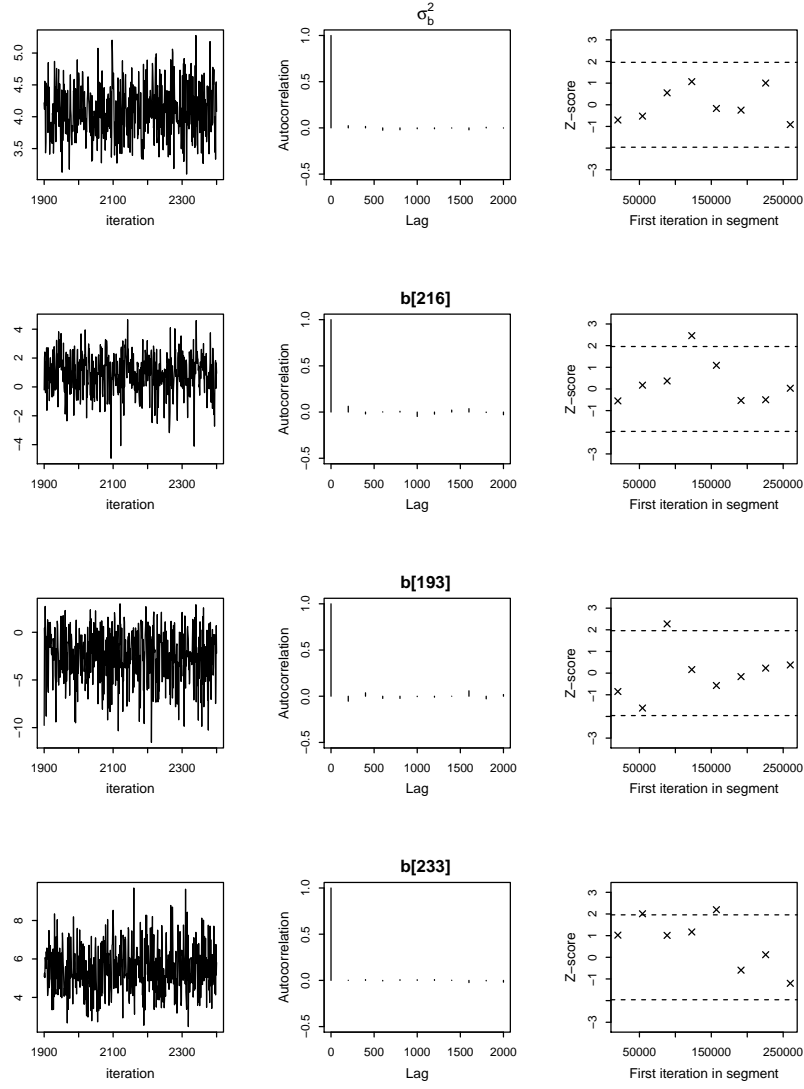 σ_b^2
5.0
4.5
4.0
3.5
1900 2100 2300
iteration
Autocorrelation
1.0
0.5
0.0
−0.5
0 500 1000 1500 2000
Lag
Z−score
3
2
1
0
−1
−3
50000 150000 250000
First iteration in segment
b[216]
4
2
0
−2
−4
1900 2100 2300
iteration
Autocorrelation
1.0
0.5
0.0
−0.5
0 500 1000 1500 2000
Lag
Z−score
3
2
1
0
−1
−3
50000 150000 250000
First iteration in segment
b[193]
0
−5
−10
1900 2100 2300
iteration
Autocorrelation
1.0
0.5
0.0
−0.5
0 500 1000 1500 2000
Lag
Z−score
3
2
1
0
−1
−3
50000 150000 250000
First iteration in segment
b[233]
8
6
4
1900 2100 2300
iteration
Autocorrelation
1.0
0.5
0.0
−0.5
0 500 1000 1500 2000
Lag
Z−score
3
2
1
0
−1
−3
50000 150000 250000
First iteration in segment